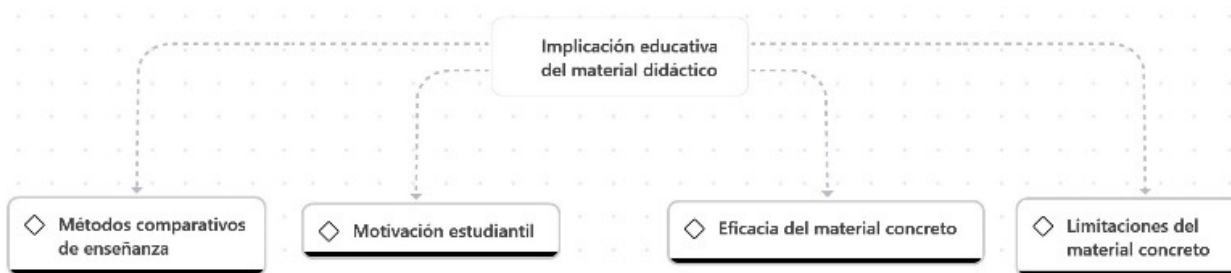 Implicación educativa
del material didáctico
Métodos comparativos
de enseñanza
Motivación estudiantil
Eficacia del material concreto
Limitaciones del
material concreto